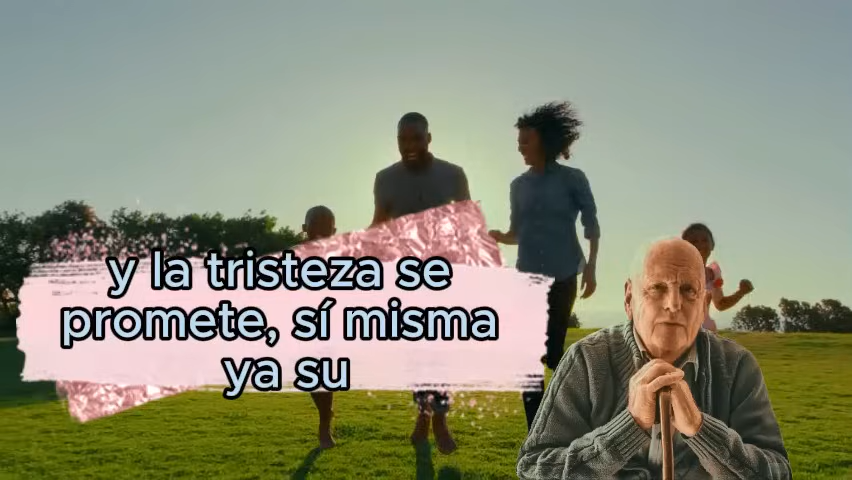 y la tristeza se
promete, sí misma
ya su